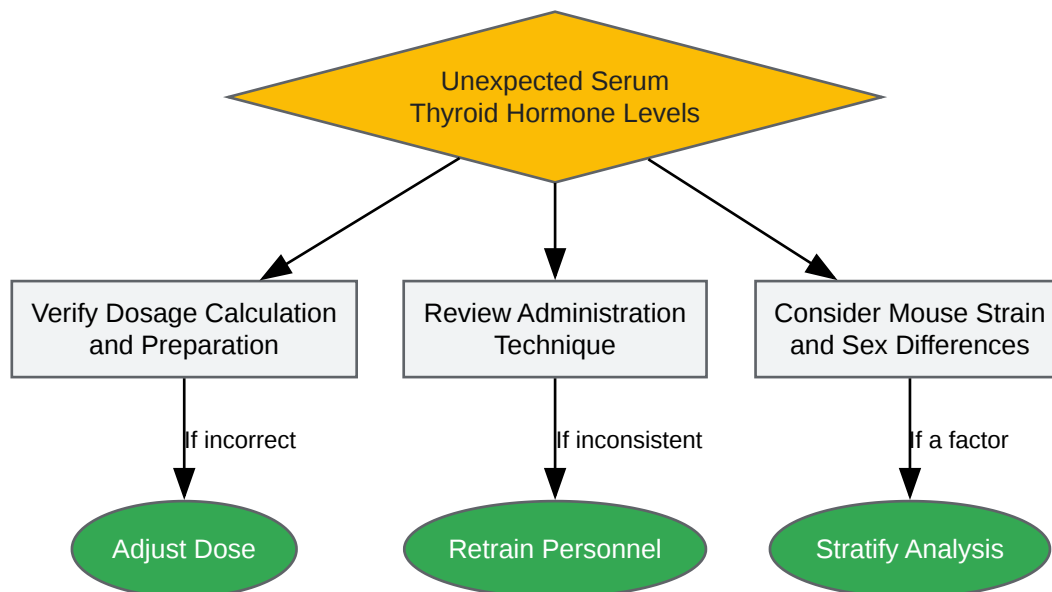 Unexpected Serum
Thyroid Hormone Levels
Verify Dosage Calculation
and Preparation
Review Administration
Technique
Consider Mouse Strain
and Sex Differences
If incorrect
If inconsistent
If a factor
Adjust Dose
Retrain Personnel
Stratify Analysis